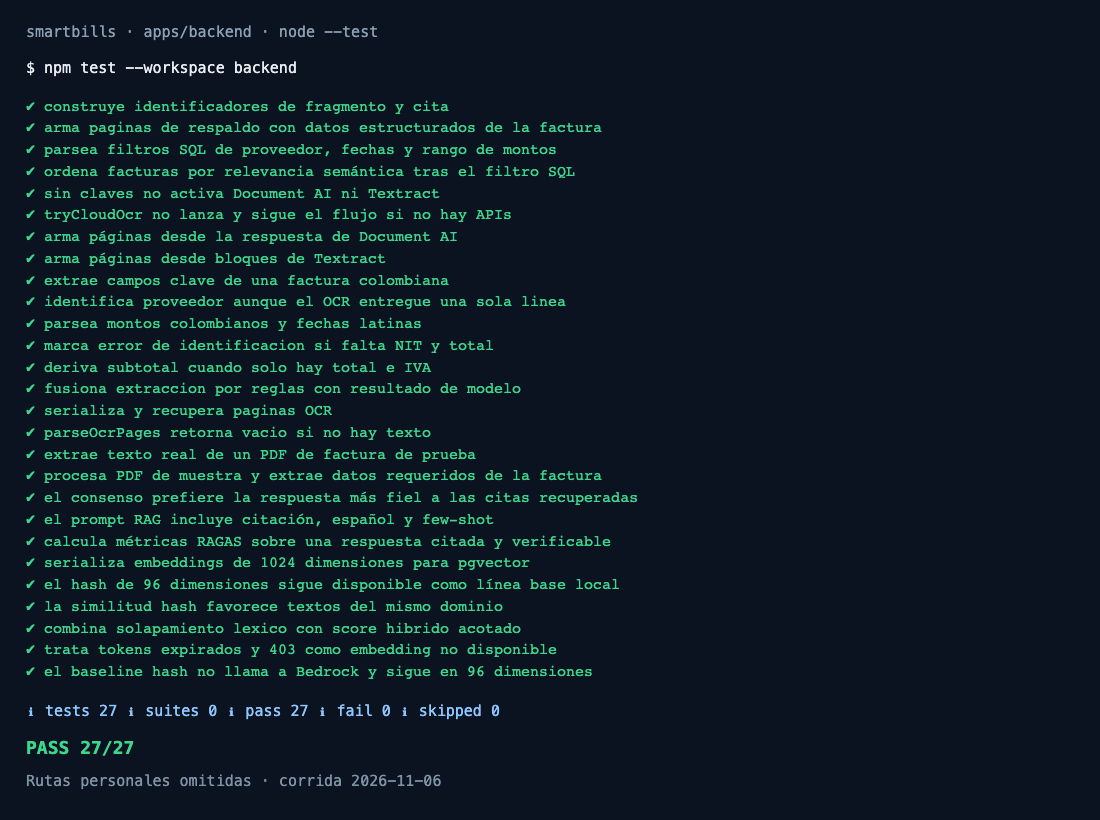 smartbills · apps/backend · node --test
$ npm test --workspace backend
✔ construye identificadores de fragmento y cita
✔ arma paginas de respaldo con datos estructurados de la factura
✔ parsea filtros SQL de proveedor, fechas y rango de montos
✔ ordena facturas por relevancia semántica tras el filtro SQL
✔ sin claves no activa Document AI ni Textract
✔ tryCloudOcr no lanza y sigue el flujo si no hay APIs
✔ arma páginas desde la respuesta de Document AI
✔ arma páginas desde bloques de Textract
✔ extrae campos clave de una factura colombiana
✔ identifica proveedor aunque el OCR entregue una sola linea
✔ parsea montos colombianos y fechas latinas
✔ marca error de identificacion si falta NIT y total
✔ deriva subtotal cuando solo hay total e IVA
✔ fusiona extraccion por reglas con resultado de modelo
✔ serializa y recupera paginas OCR
✔ parseOcrPages retorna vacio si no hay texto
✔ extrae texto real de un PDF de factura de prueba
✔ procesa PDF de muestra y extrae datos requeridos de la factura
✔ el consenso prefiere la respuesta más fiel a las citas recuperadas
✔ el prompt RAG incluye citación, español y few-shot
✔ calcula métricas RAGAS sobre una respuesta citada y verificable
✔ serializa embeddings de 1024 dimensiones para pgvector
✔ el hash de 96 dimensiones sigue disponible como línea base local
✔ la similitud hash favorece textos del mismo dominio
✔ combina solapamiento lexico con score hibrido acotado
✔ trata tokens expirados y 403 como embedding no disponible
✔ el baseline hash no llama a Bedrock y sigue en 96 dimensiones
ℹ tests 27 ℹ suites 0 ℹ pass 27 ℹ fail 0 ℹ skipped 0
PASS 27/27
Rutas personales omitidas · corrida 2026-11-06